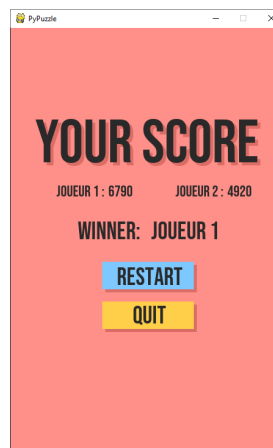 PyPuzzle
YOUR SCORE
JOUEUR 1 : 6790 JOUEUR 2 : 4920
WINNER: JOUEUR 1
RESTART
QUIT